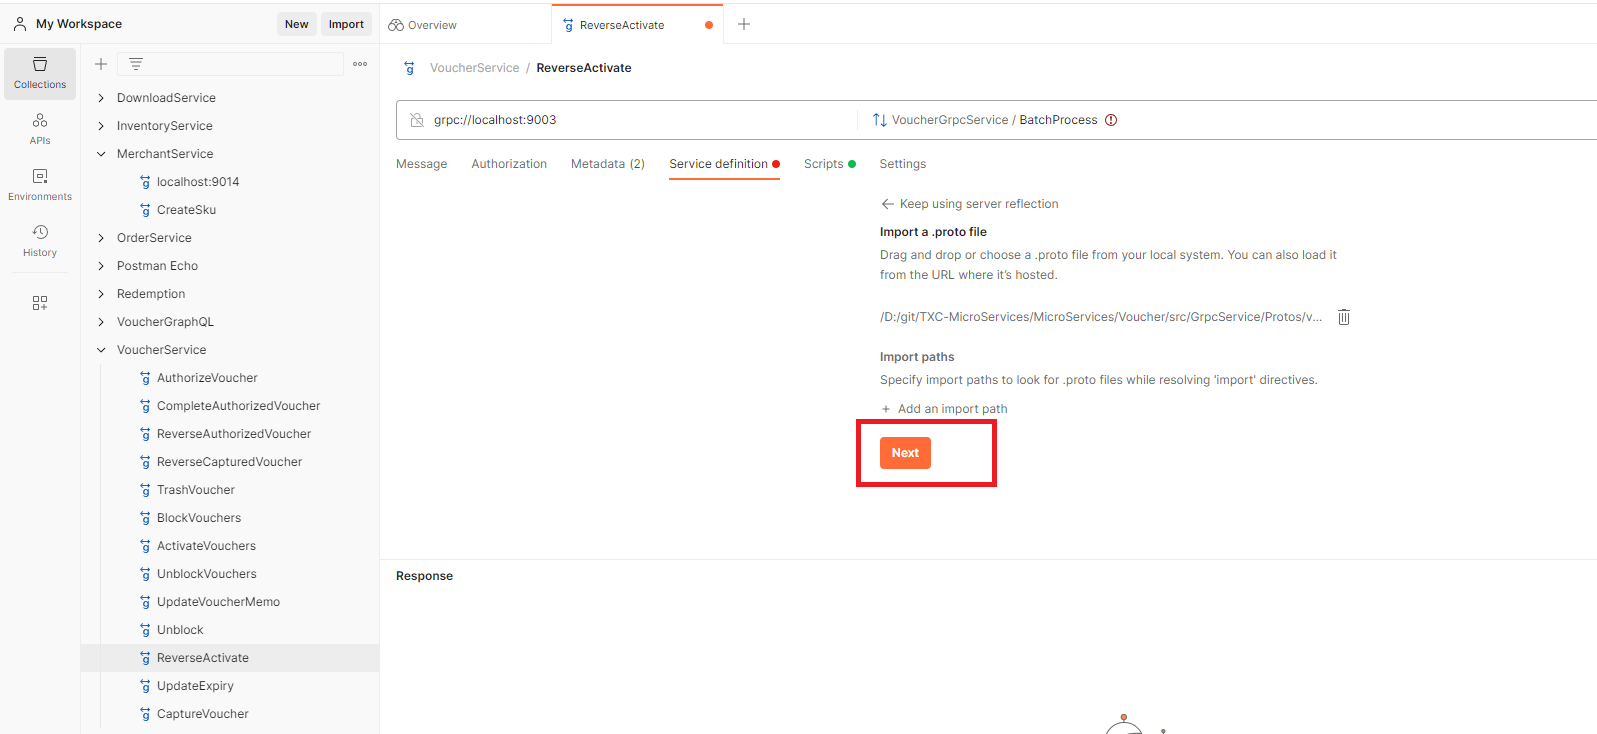 My Workspace
New
Import
Overview
ReverseActivate
Collections
APIs
Environments
History
DownloadService
InventoryService
MerchantService
localhost:9014
CreateSku
OrderService
Postman Echo
Redemption
VoucherGraphQL
VoucherService
AuthorizeVoucher
CompleteAuthorizedVoucher
ReverseAuthorizedVoucher
ReverseCapturedVoucher
TrashVoucher
BlockVouchers
ActivateVouchers
UnblockVouchers
UpdateVoucherMemo
Unblock
ReverseActivate
UpdateExpiry
CaptureVoucher
VoucherService / ReverseActivate
grpc://localhost:9003
VoucherGrpcService / BatchProcess
Message
Authorization
Metadata (2)
Service definition
Scripts
Settings
Keep using server reflection
Import a .proto file
Drag and drop or choose a .proto file from your local system. You can also load it
from the URL where it's hosted.
/D:/git/TXC-MicroServices/MicroServices/Voucher/src/GrpcService/Protos/v...
Import paths
Specify import paths to look for .proto files while resolving 'import' directives.
+ Add an import path
Next
Response